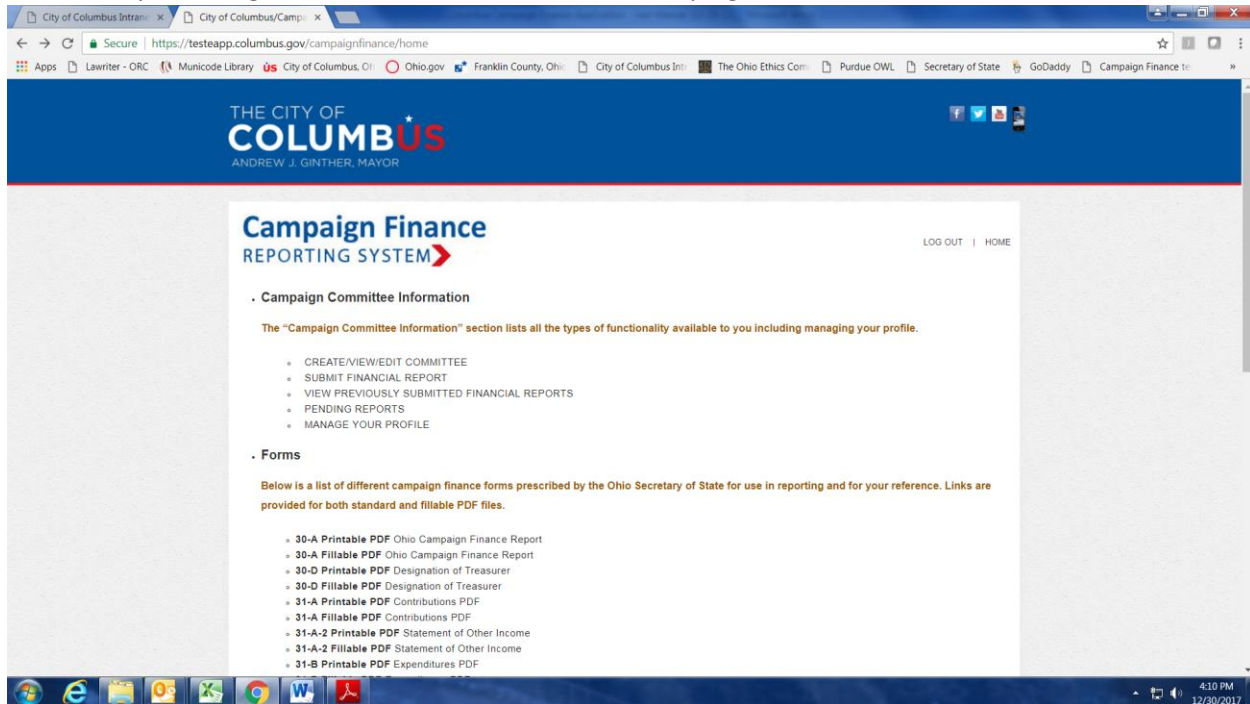 City of Columbus Intrane
City of Columbus/Campa
Secure | https://testeapp.columbus.gov/campaignfinance/home
Apps Lawriter - ORC Municode Library City of Columbus, Oh Ohio.gov Franklin County, Ohio City of Columbus Int The Ohio Ethics Com Purdue OWL Secretary of State GoDaddy Campaign Finance te »
THE CITY OF
COLUMBUS
ANDREW J. GINTHER, MAYOR
Campaign Finance
REPORTING SYSTEM
LOG OUT | HOME
Campaign Committee Information
The “Campaign Committee Information” section lists all the types of functionality available to you including managing your profile.
CREATE/VIEW/EDIT COMMITTEE
SUBMIT FINANCIAL REPORT
VIEW PREVIOUSLY SUBMITTED FINANCIAL REPORTS
PENDING REPORTS
MANAGE YOUR PROFILE
Forms
Below is a list of different campaign finance forms prescribed by the Ohio Secretary of State for use in reporting and for your reference. Links are
provided for both standard and fillable PDF files.
30-A Printable PDF Ohio Campaign Finance Report
30-A Fillable PDF Ohio Campaign Finance Report
30-D Printable PDF Designation of Treasurer
30-D Fillable PDF Designation of Treasurer
31-A Printable PDF Contributions PDF
31-A Fillable PDF Contributions PDF
31-A-2 Printable PDF Statement of Other Income
31-A-2 Fillable PDF Statement of Other Income
31-B Printable PDF Expenditures PDF
4:10 PM
12/30/2017